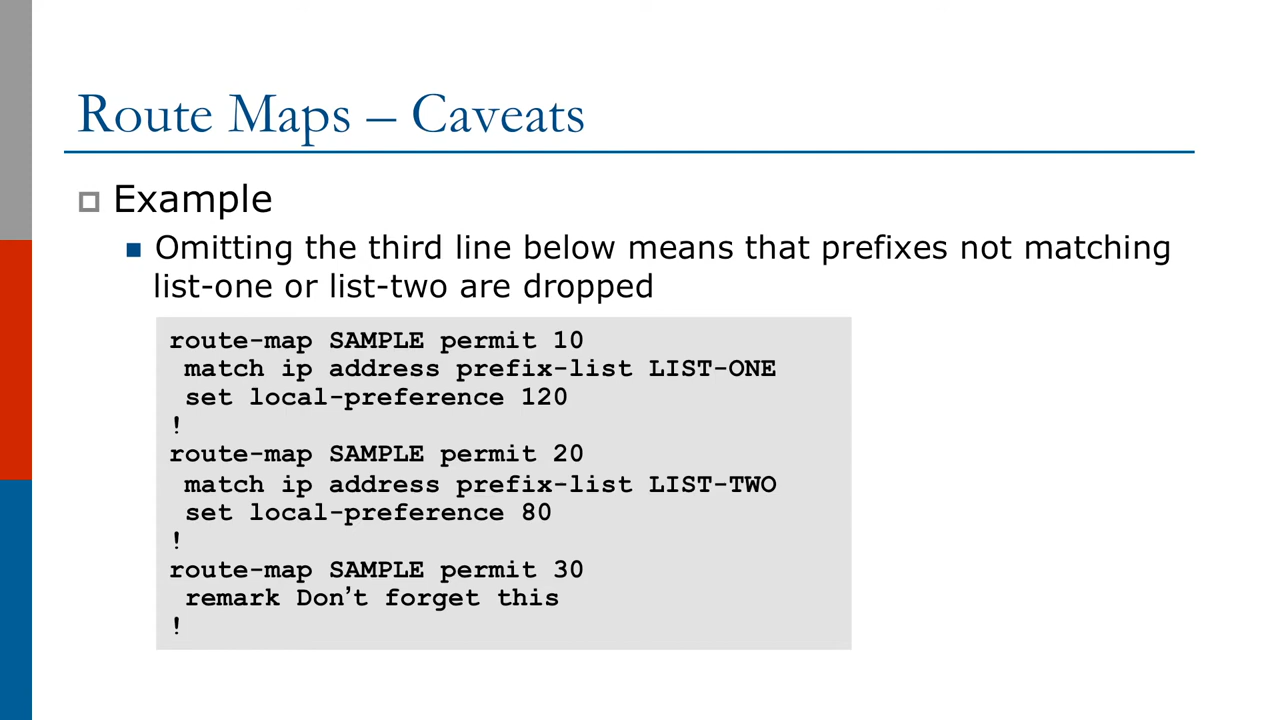 Route Maps – Caveats
Example
Omitting the third line below means that prefixes not matching
list-one or list-two are dropped
route-map SAMPLE permit 10
match ip address prefix-list LIST-ONE
set local-preference 120
!
route-map SAMPLE permit 20
match ip address prefix-list LIST-TWO
set local-preference 80
!
route-map SAMPLE permit 30
remark Don’t forget this
!